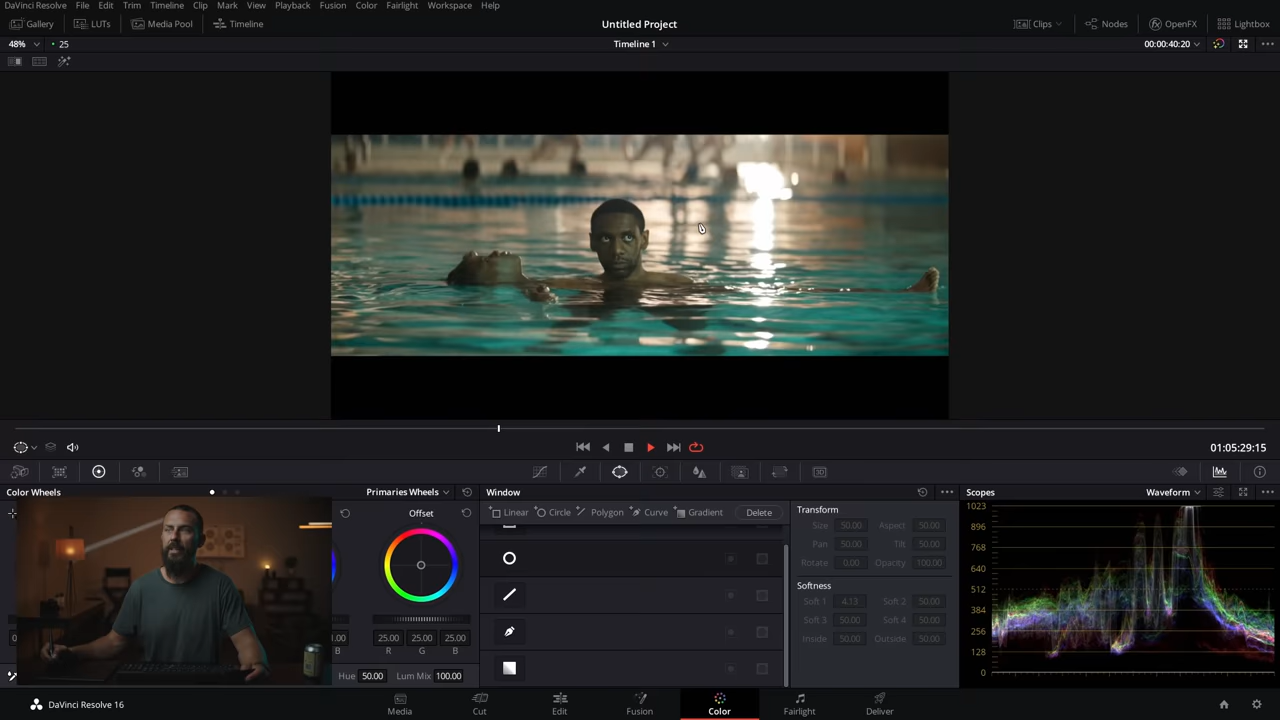 DaVinci Resolve File Edit Trim Timeline Clip Mark View Playback Fusion Color Fairlight Workspace Help
Gallery LUTs Media Pool Timeline Untitled Project Clips Nodes OpenFX Lightbox
48% 25 Timeline 1 00:00:40:20
01:05:29:15
Color Wheels Primaries Wheels Window Scopes Waveform
Offset
Linear Circle Polygon Curve Gradient Delete
Transform
Size 50.00 Aspect 50.00
Pan 50.00 Tilt 50.00
Rotate 0.00 Opacity 100.00
Softness
Soft 1 4.13 Soft 2 50.00
Soft 3 50.00 Soft 4 50.00
Inside 50.00 Outside 50.00
25.00 25.00 25.00
R G B
B
Hue 50.00 Lum Mix 100.00
1023
896
768
640
512
384
256
128
0
DaVinci Resolve 16 Media Cut Edit Fusion Color Fairlight Deliver